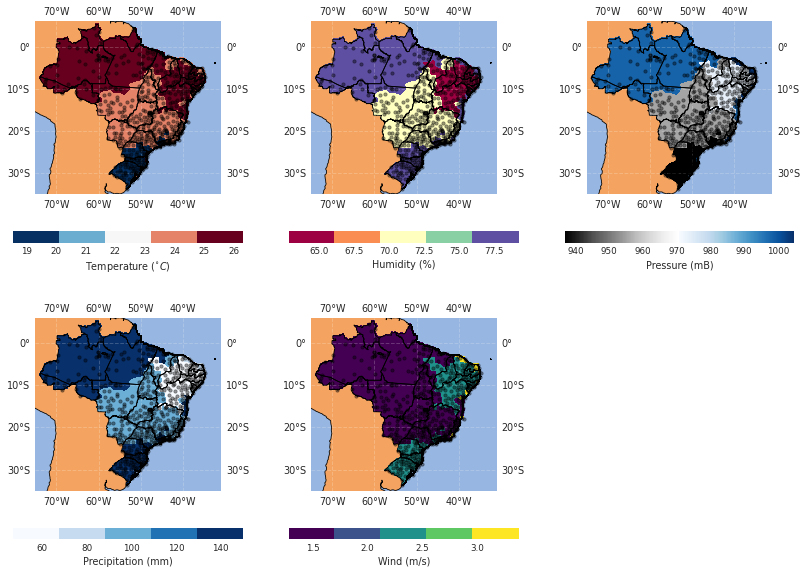 70°W 60°W 50°W 40°W
70°W 60°W 50°W 40°W
70°W 60°W 50°W 40°W
0° 0° 0° 0° 0° 0°
10°S 10°S 10°S 10°S 10°S 10°S
20°S 20°S 20°S 20°S 20°S 20°S
30°S 30°S 30°S 30°S 30°S 30°S
70°W 60°W 50°W 40°W
70°W 60°W 50°W 40°W
70°W 60°W 50°W 40°W
19 20 21 22 23 24 25 26
65.0 67.5 70.0 72.5 75.0 77.5
940 950 960 970 980 990 1000
Temperature (°C)
Humidity (%)
Pressure (mB)
70°W 60°W 50°W 40°W
70°W 60°W 50°W 40°W
0° 0° 0° 0°
10°S 10°S 10°S 10°S
20°S 20°S 20°S 20°S
30°S 30°S 30°S 30°S
70°W 60°W 50°W 40°W
70°W 60°W 50°W 40°W
60 80 100 120 140
1.5 2.0 2.5 3.0
Precipitation (mm)
Wind (m/s)